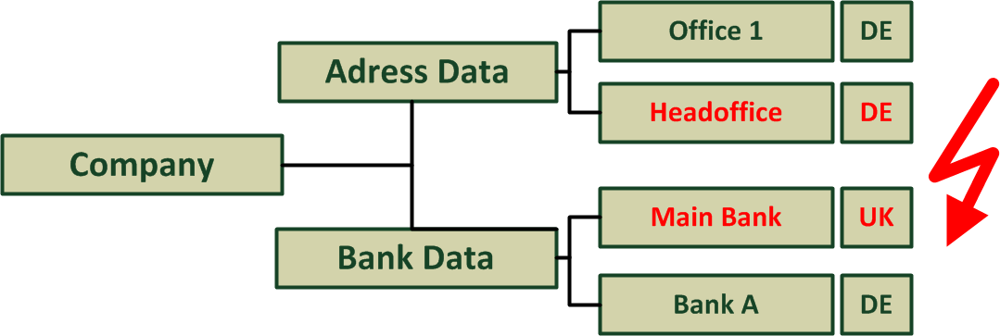 Office 1 DE
Adress Data
Headoffice DE
Company
Main Bank UK
Bank Data
Bank A DE